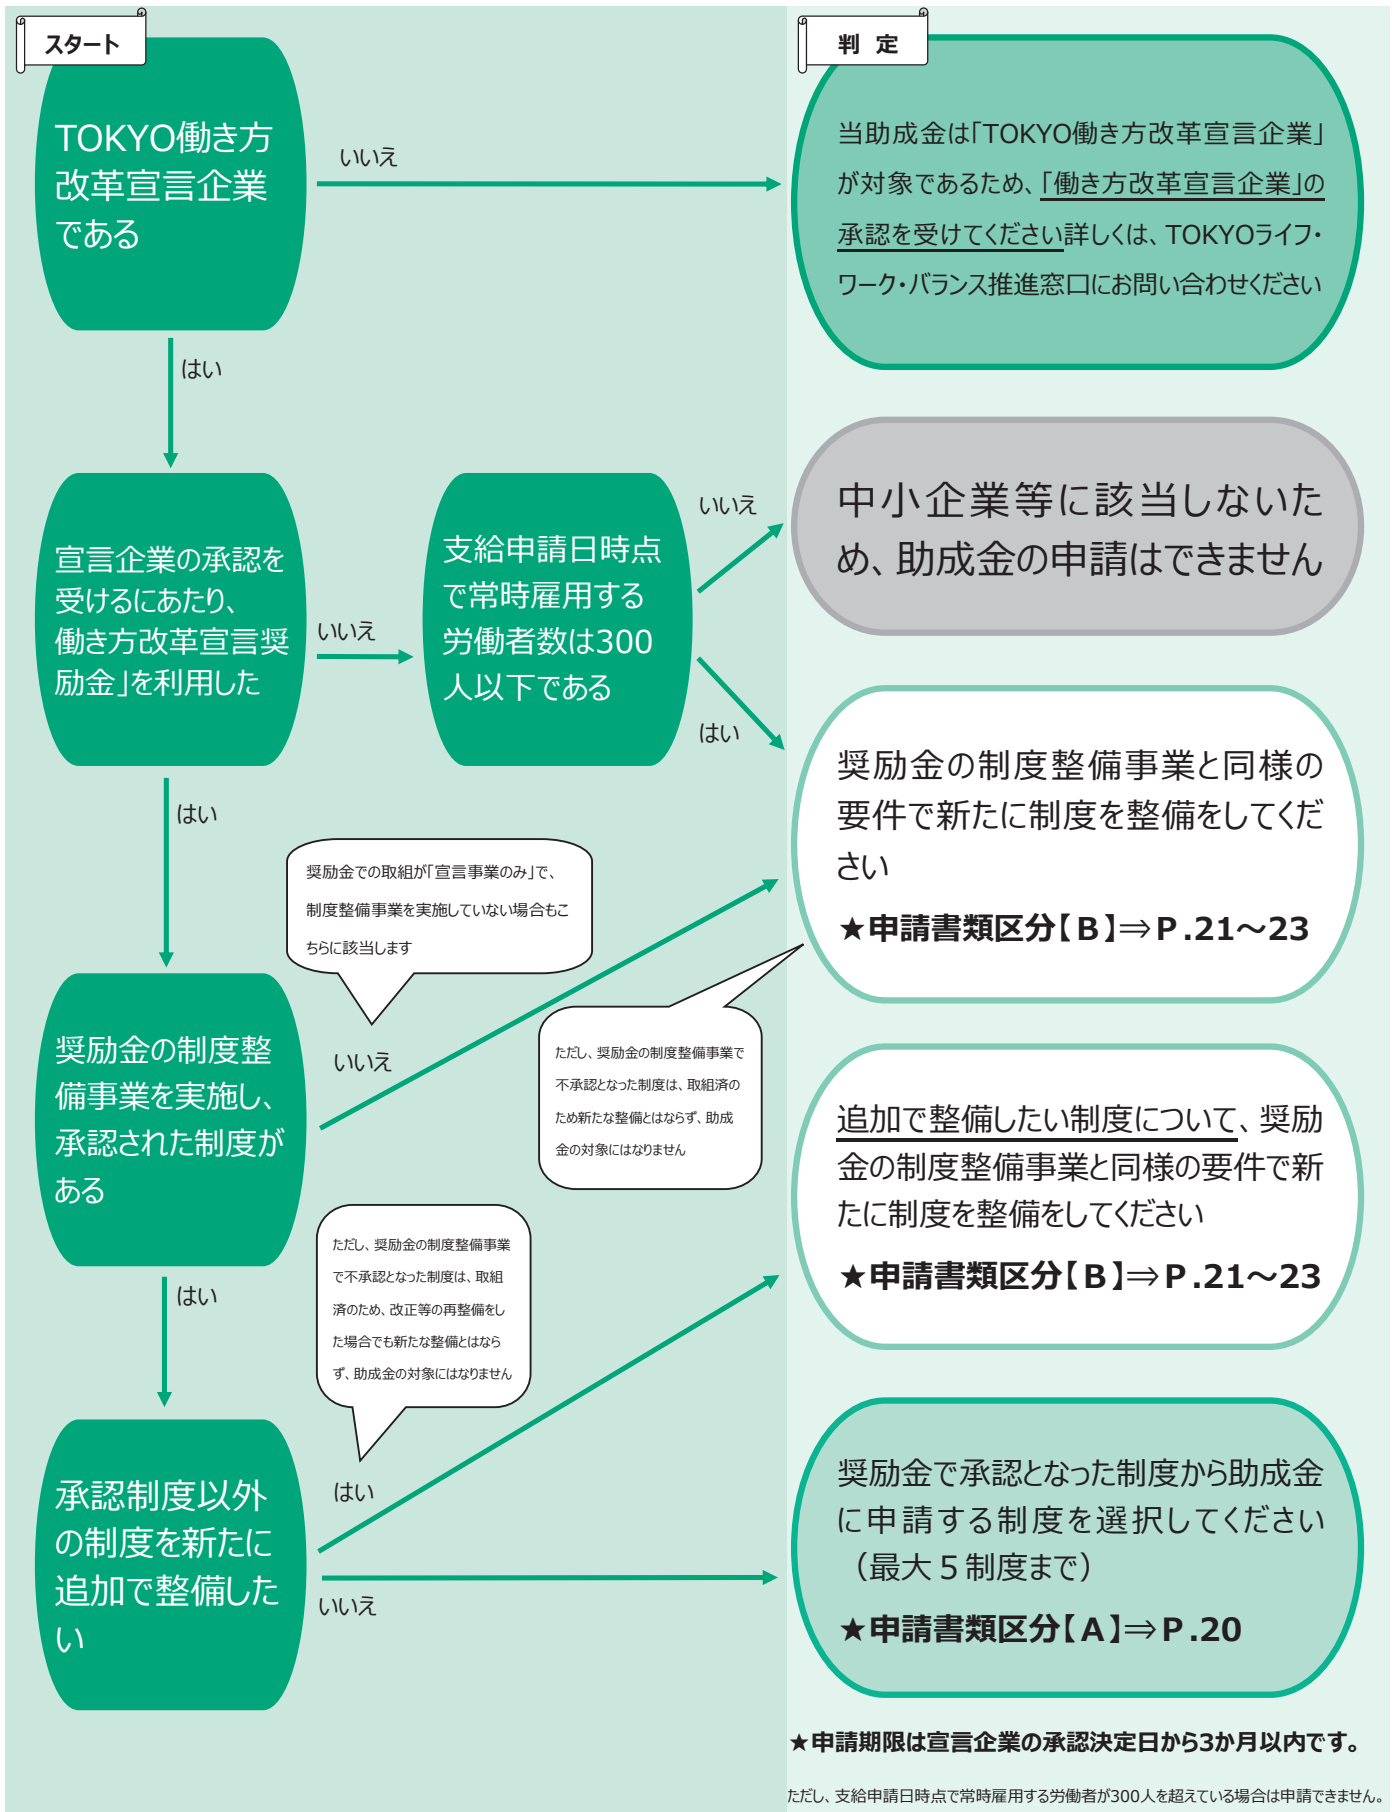 スタート
判 定
TOKYO働き方
改革宣言企業
である
いいえ
当助成金は「TOKYO働き方改革宣言企業」
が対象であるため、「働き方改革宣言企業」の
承認を受けてください詳しくは、TOKYOライフ・
ワーク・バランス推進窓口にお問い合わせください
はい
宣言企業の承認を
受けるにあたり、
働き方改革宣言奨
励金」を利用した
いいえ
支給申請日時点
で常時雇用する
労働者数は300
人以下である
いいえ
中小企業等に該当しないた
め、助成金の申請はできません
はい
奨励金の制度整備事業と同様の
要件で新たに制度を整備をしてくだ
さい
★申請書類区分【B】⇒P.21～23
はい
奨励金での取組が「宣言事業のみ」で、
制度整備事業を実施していない場合もこ
ちらに該当します
奨励金の制度整
備事業を実施し、
承認された制度が
ある
いいえ
ただし、奨励金の制度整備事業で
不承認となった制度は、取組済の
ため新たな整備とはならず、助成
金の対象にはなりません
追加で整備したい制度について、奨励
金の制度整備事業と同様の要件で新
たに制度を整備をしてください
★申請書類区分【B】⇒P.21～23
はい
ただし、奨励金の制度整備事業
で不承認となった制度は、取組
済のため、改正等の再整備をし
た場合でも新たな整備とはなら
ず、助成金の対象にはなりません
承認制度以外
の制度を新たに
追加で整備した
い
はい
いいえ
奨励金で承認となった制度から助成金
に申請する制度を選択してください
（最大５制度まで）
★申請書類区分【A】⇒P.20
★申請期限は宣言企業の承認決定日から3か月以内です。
ただし、支給申請日時点で常時雇用する労働者が300人を超えている場合は申請できません。